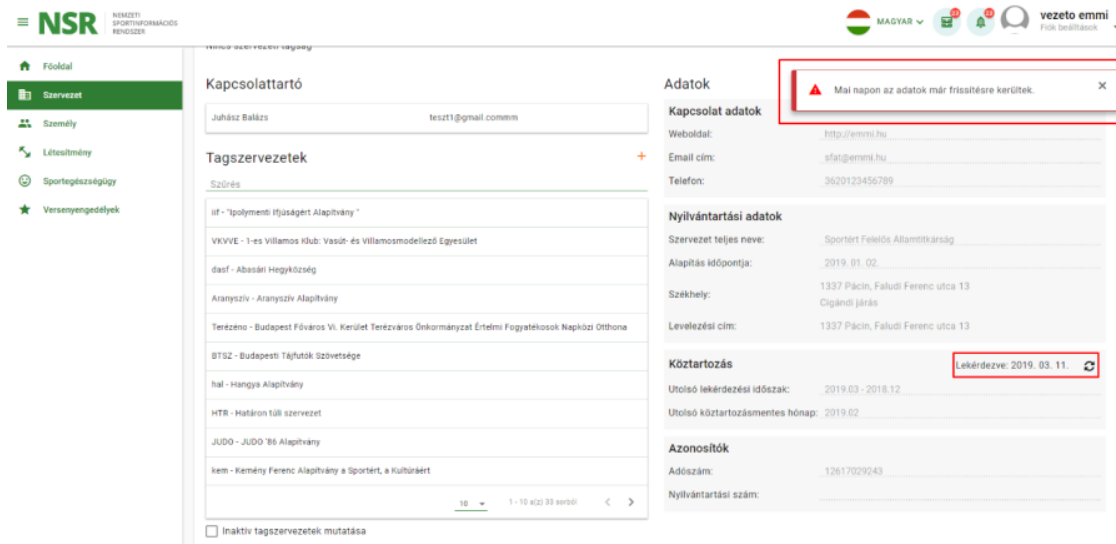 NSR
NEMZETI
SPORTINFORMÁCIÓS
RENDSZER
MAGYAR
23
23
vezeto emmi
Fiók beállítások
Főoldal
Szervezet
Személy
Létesítmény
Sportegészségügy
Versenyengedélyek
Nincs szervezeti tagság
Kapcsolattartó
Juhász Balázs
teszt1@gmail.commm
Tagszervezetek
+
Szűrés
iif - "Ipolymenti Ifjúságért Alapítvány "
VKVVE - 1-es Villamos Klub: Vasút- és Villamosmodellező Egyesület
dasf - Abasári Hegyközség
Aranyszív - Aranyszív Alapítvány
Terézéno - Budapest Főváros Vi. Kerület Terézváros Önkormányzat Értelmi Fogyatékosok Napközi Otthona
BTSZ - Budapesti Tájfutók Szövetsége
hal - Hangya Alapítvány
HTR - Határon túli szervezet
JUDO - JUDO '86 Alapítvány
kem - Kemény Ferenc Alapítvány a Sportért, a Kultúráért
10
1 - 10 a(z) 30 sorból
Inaktív tagszervezetek mutatása
Adatok
Mai napon az adatok már frissítésre kerültek.
Kapcsolat adatok
Weboldal: http://emmi.hu
Email cím: sfat@emmi.hu
Telefon: 3620123456789
Nyilvántartási adatok
Szervezet teljes neve: Sportért Felelős Államtitkárság
Alapítás időpontja: 2019. 01. 02.
Székhely: 1337 Pácin, Faludi Ferenc utca 13
Cigándi járás
Levelezési cím: 1337 Pácin, Faludi Ferenc utca 13
Köztartozás
Lekérdezve: 2019. 03. 11.
Utolsó lekérdezési időszak: 2019.03 - 2018.12
Utolsó köztartozásmentes hónap: 2019.02
Azonosítók
Adószám: 12617029243
Nyilvántartási szám: